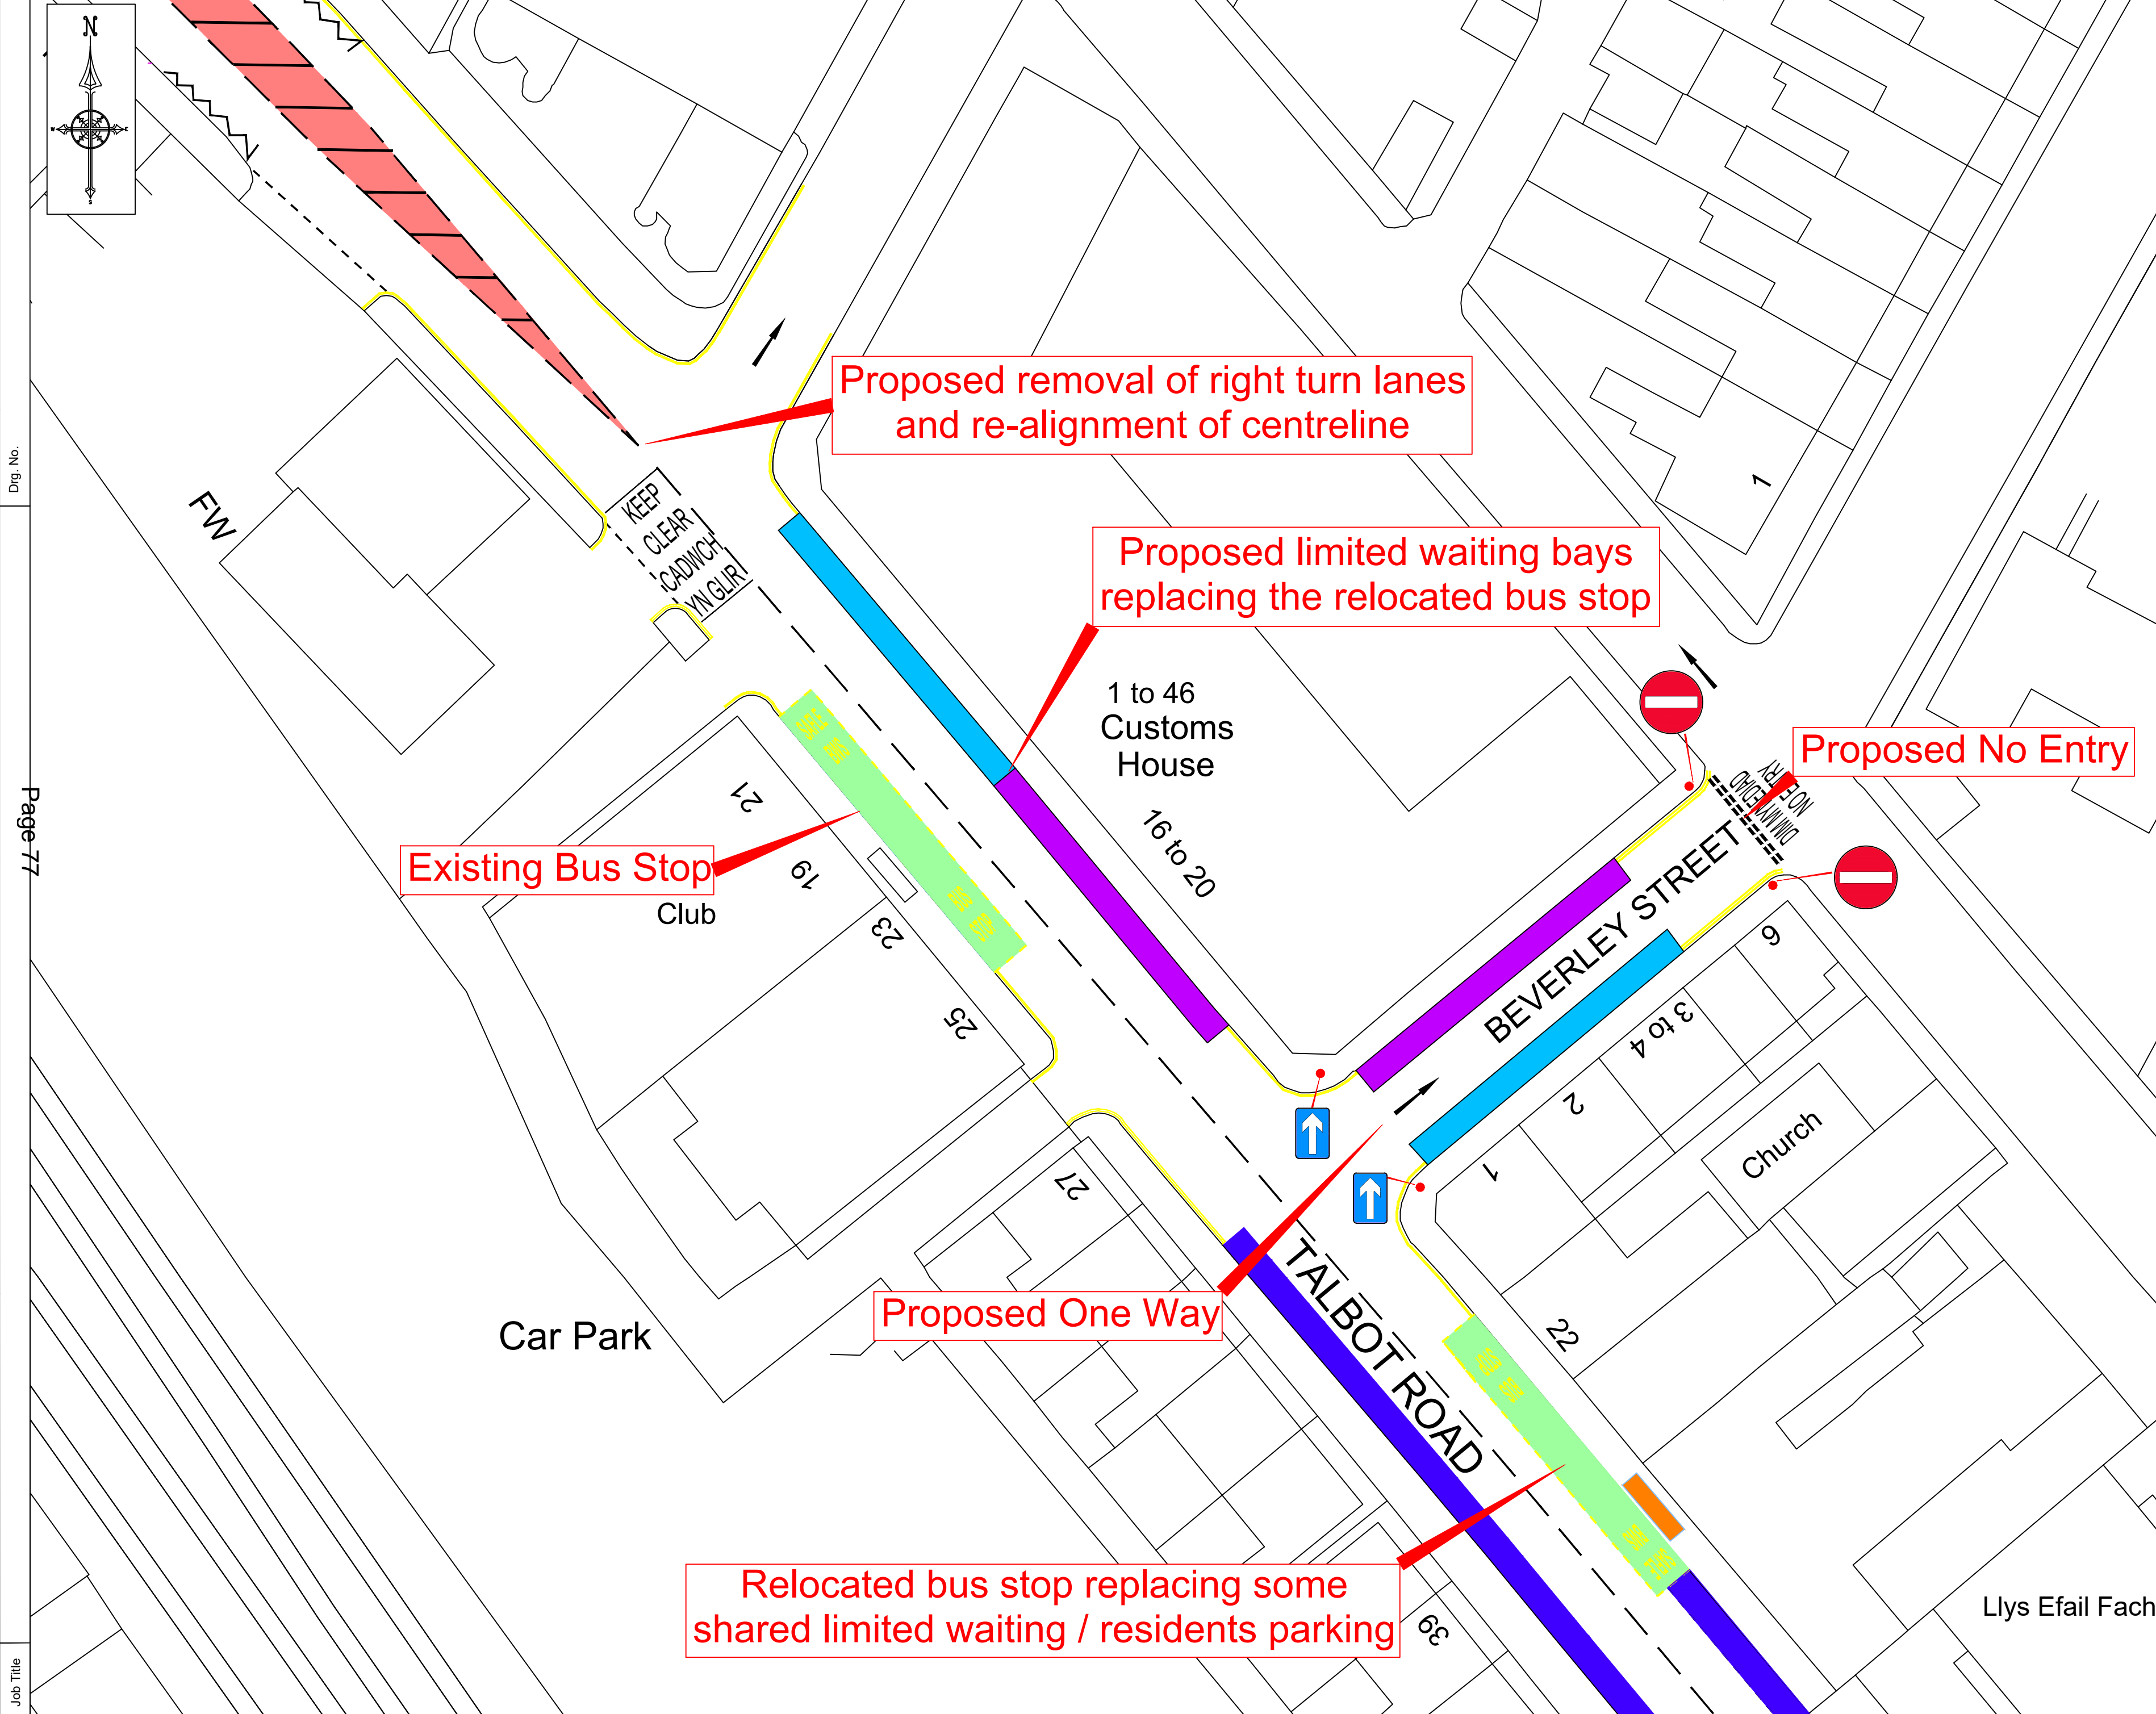 N
W
E
S
Drg. No.
Page 77
Job Title
FW
Proposed removal of right turn lanes
and re-alignment of centreline
KEEP
CLEAR
CADWCH
YN GLIR
Proposed limited waiting bays
replacing the relocated bus stop
1
1 to 46
Customs
House
16 to 20
Proposed No Entry
NO ENTRY
DIM MYNEDIAD
Existing Bus Stop
21
19
Club
23
25
27
BEVERLEY STREET
6
3 to 4
2
1
Church
Car Park
Proposed One Way
TALBOT ROAD
22
Relocated bus stop replacing some
shared limited waiting / residents parking
39
Llys Efail Fach